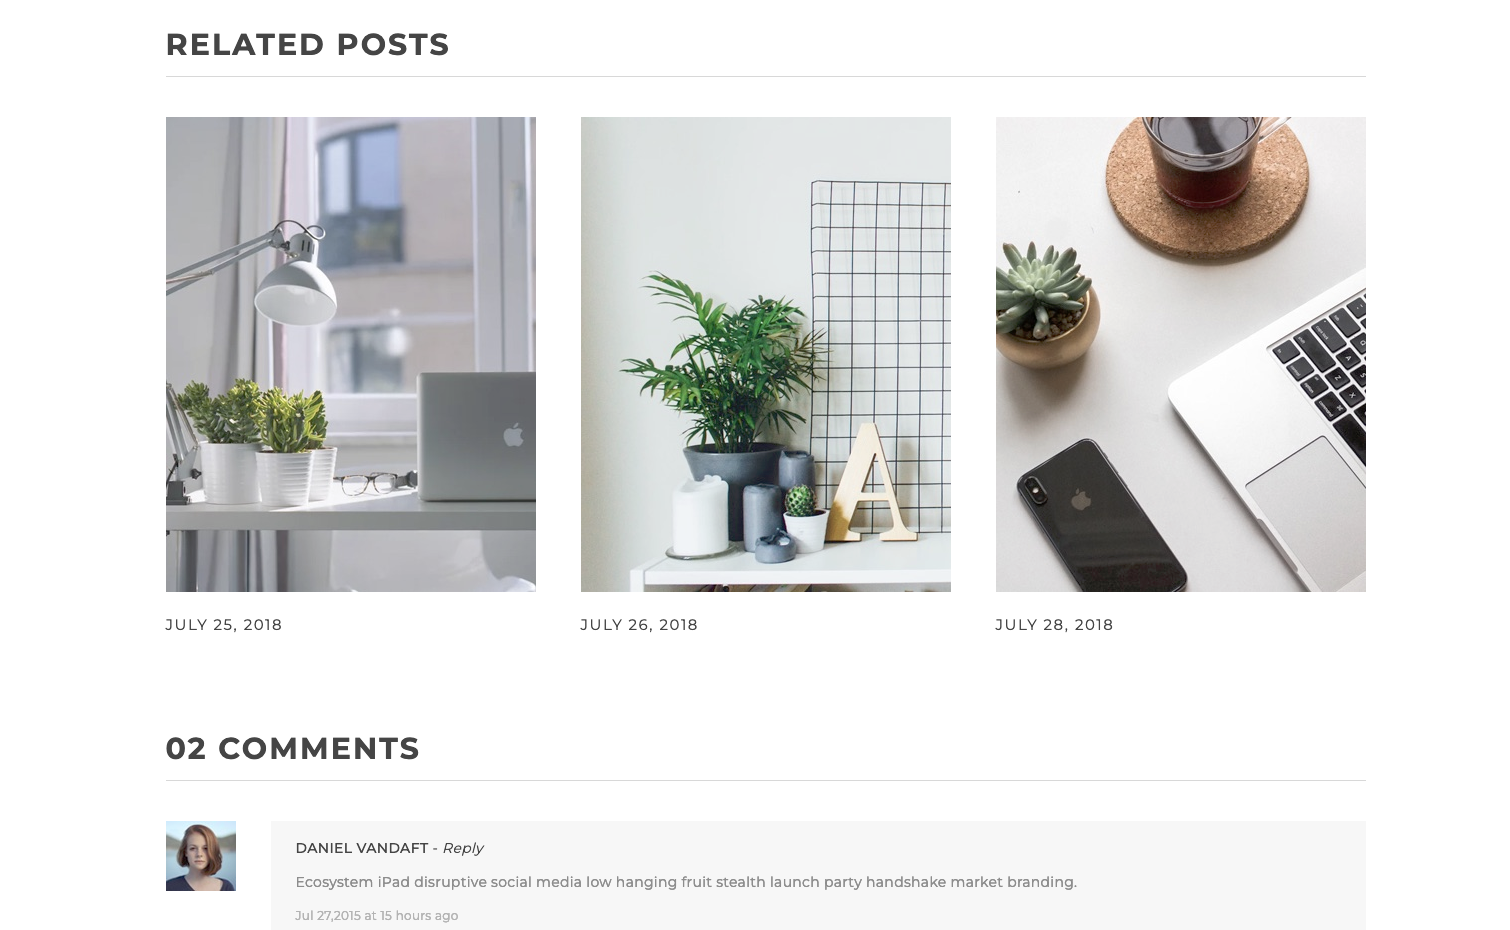 RELATED POSTS
A
JULY 25, 2018
JULY 26, 2018
JULY 28, 2018
02 COMMENTS
DANIEL VANDAFT - Reply
Ecosystem iPad disruptive social media low hanging fruit stealth launch party handshake market branding.
Jul 27,2015 at 15 hours ago